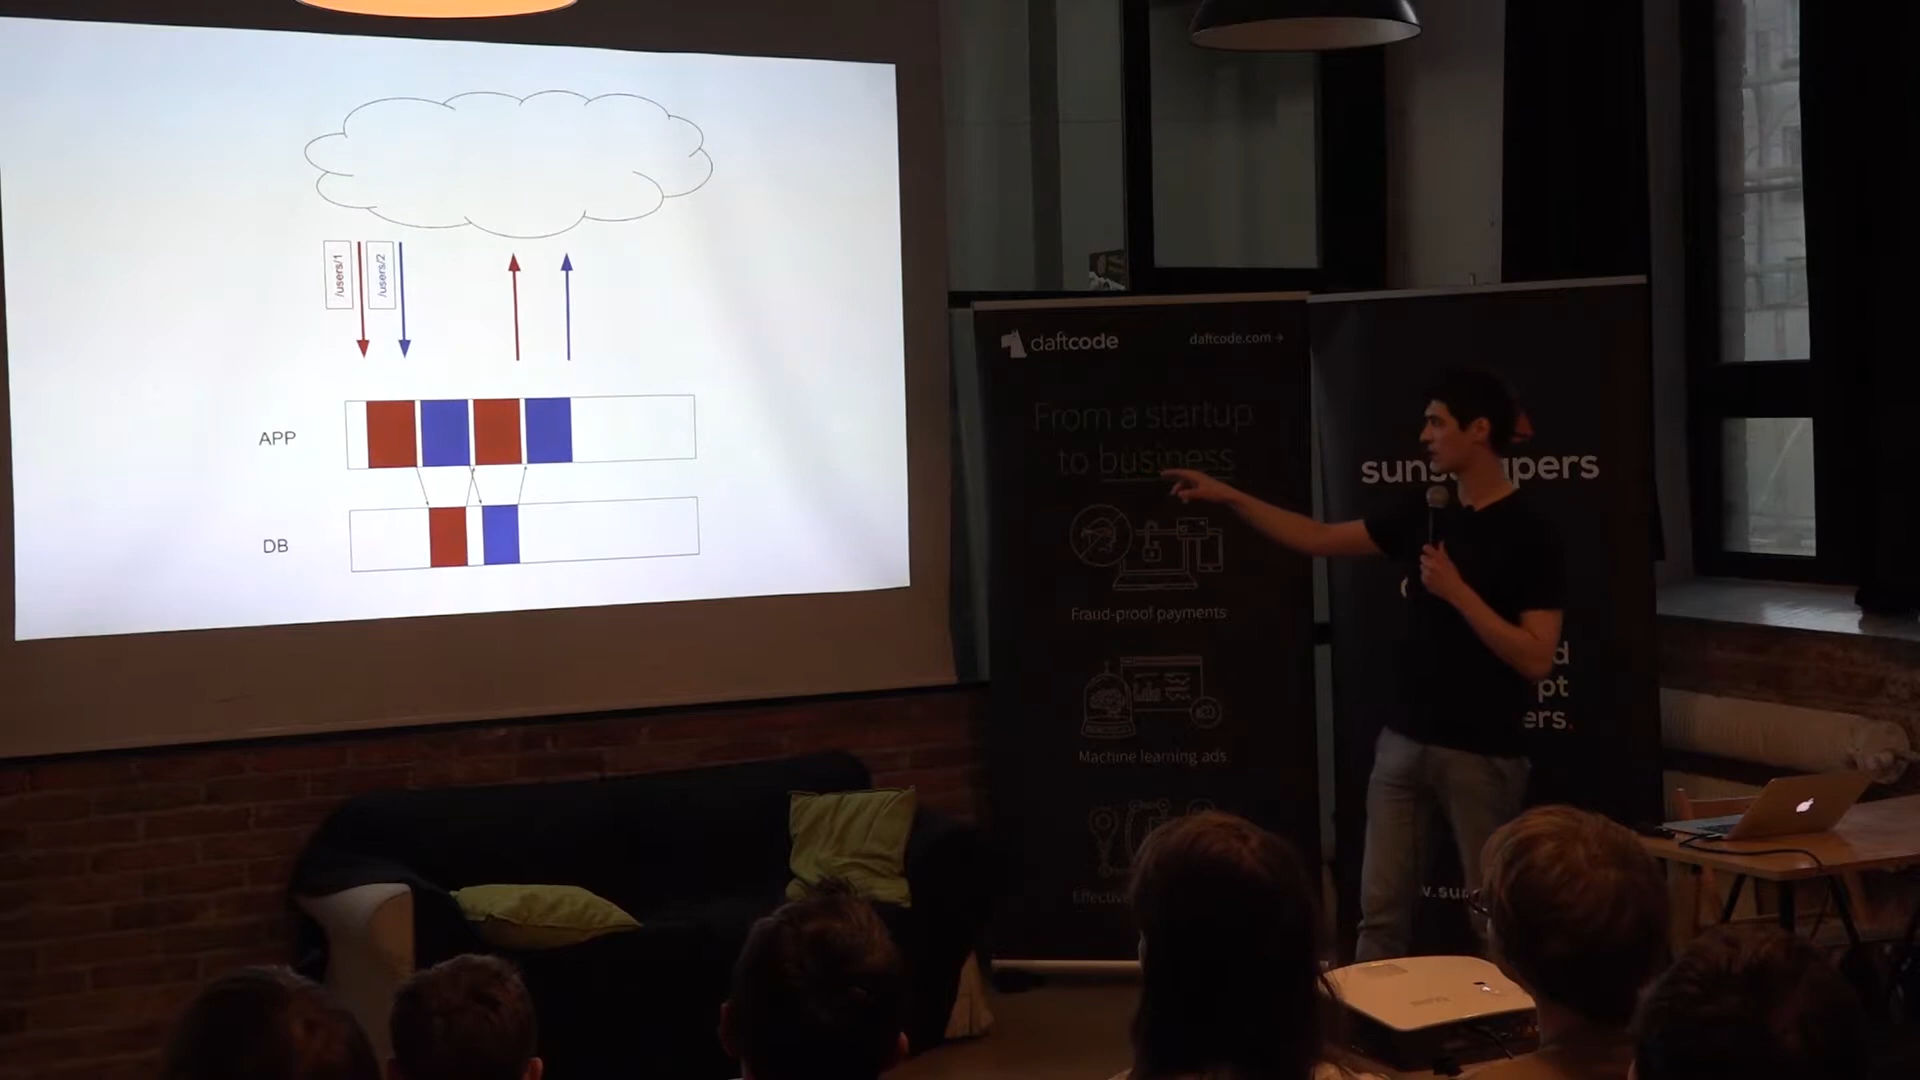 /users/1
/users/2
APP
DB
daftcode
daftcode.com →
From a startup
to business
Fraud-proof payments
Machine learning ads
Effective